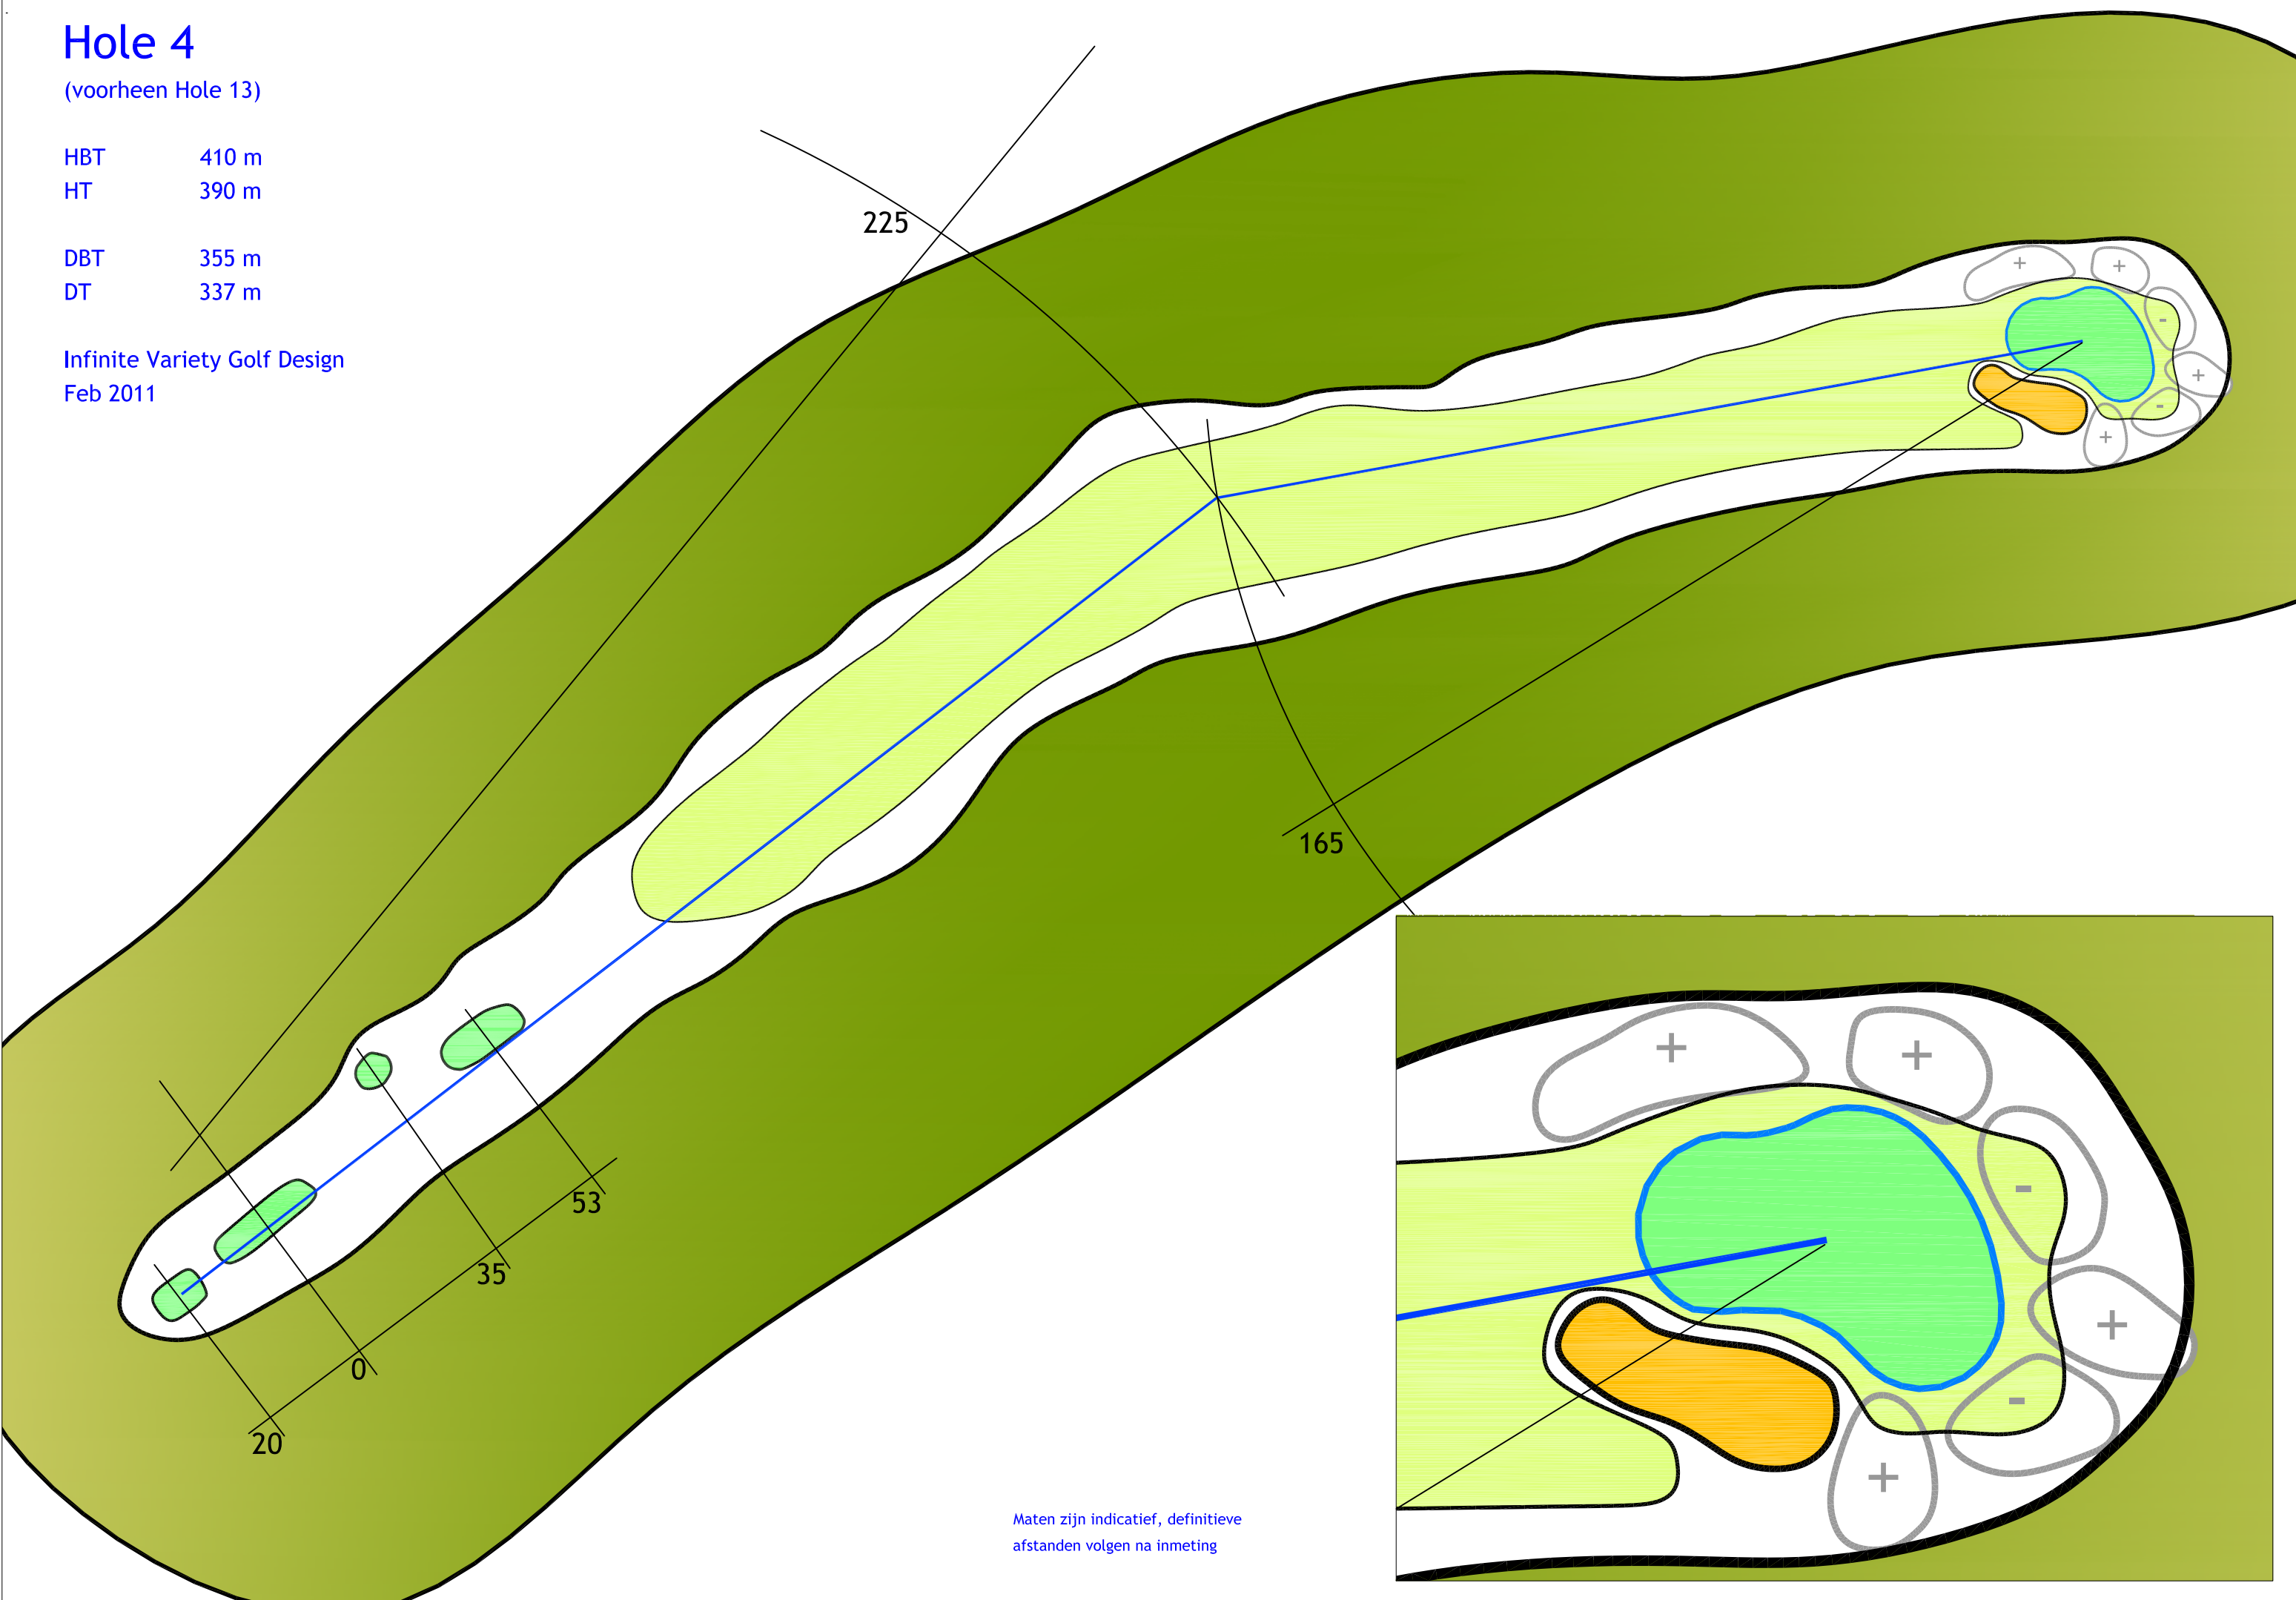 Hole 4
(voorheen Hole 13)
HBT 410 m
HT 390 m
DBT 355 m
DT 337 m
Infinite Variety Golf Design
Feb 2011
225
165
53
35
0
20
+ +
-
+
-
+
+
+
-
+
-
+
Maten zijn indicatief, definitieve
afstanden volgen na inmeting